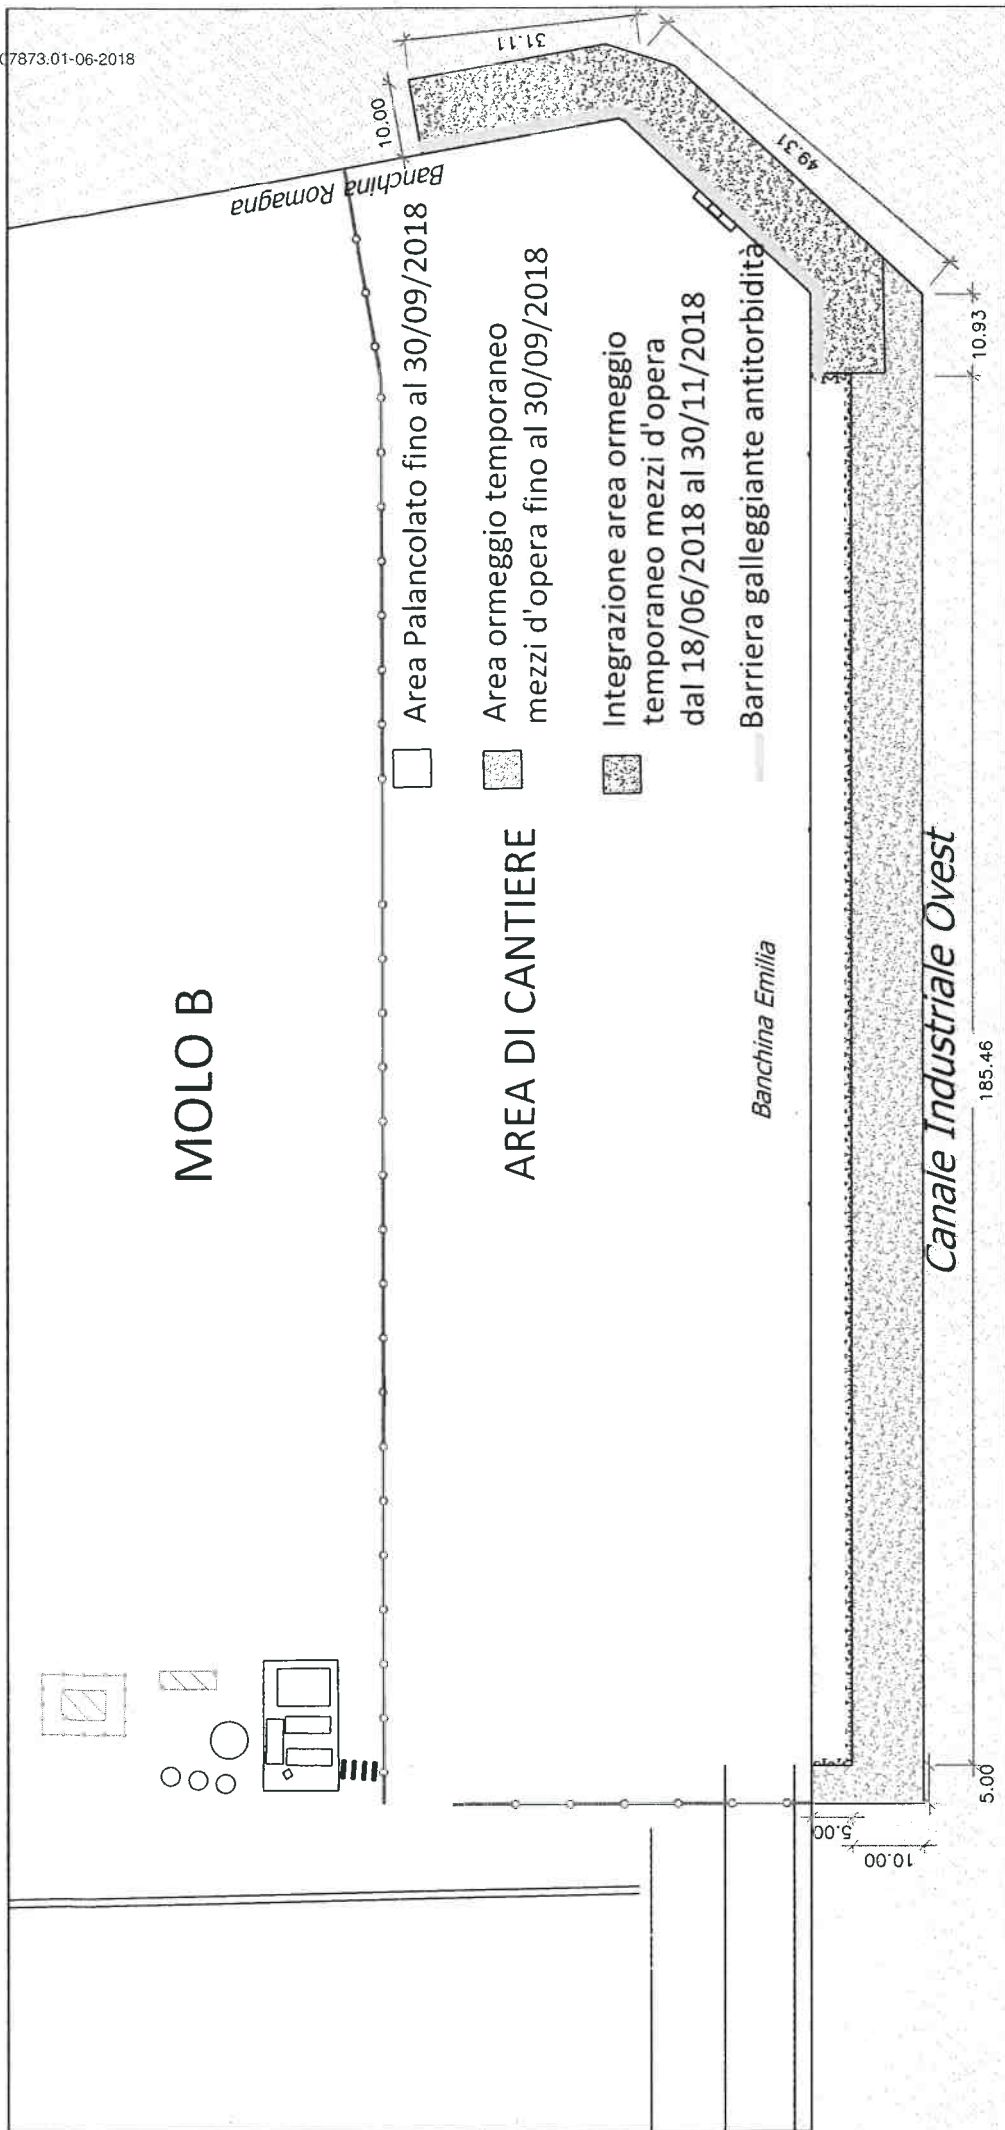 07873.01-06-2018
31.11
10.00
49.31
Banchina Romagna
MOLO B
Area Palancolato fino al 30/09/2018
Area ormeggio temporaneo
mezzi d'opera fino al 30/09/2018
Integrazione area ormeggio
temporaneo mezzi d'opera
dal 18/06/2018 al 30/11/2018
Barriera galleggiante antitorbidità
AREA DI CANTIERE
Banchina Emilia
Canale Industriale Ovest
10.93
185.46
5.00
5.00
10.00